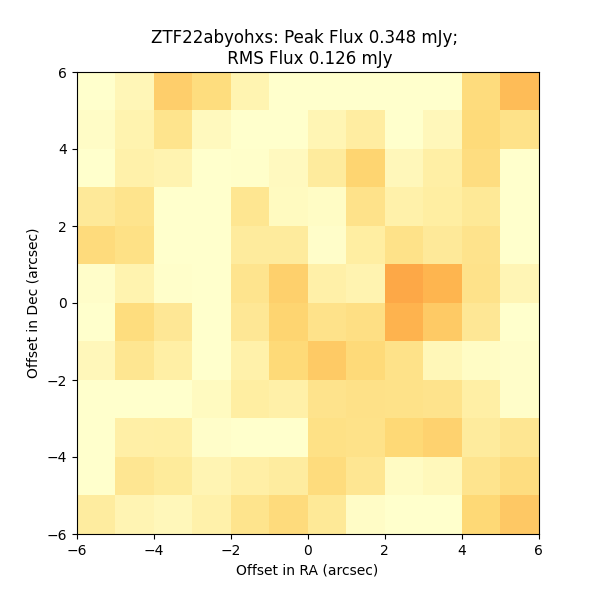 ZTF22abyohxs: Peak Flux 0.348 mJy;
RMS Flux 0.126 mJy
6
4
2
0
−2
−4
−6
Offset in Dec (arcsec)
−6 −4 −2 0 2 4 6
Offset in RA (arcsec)